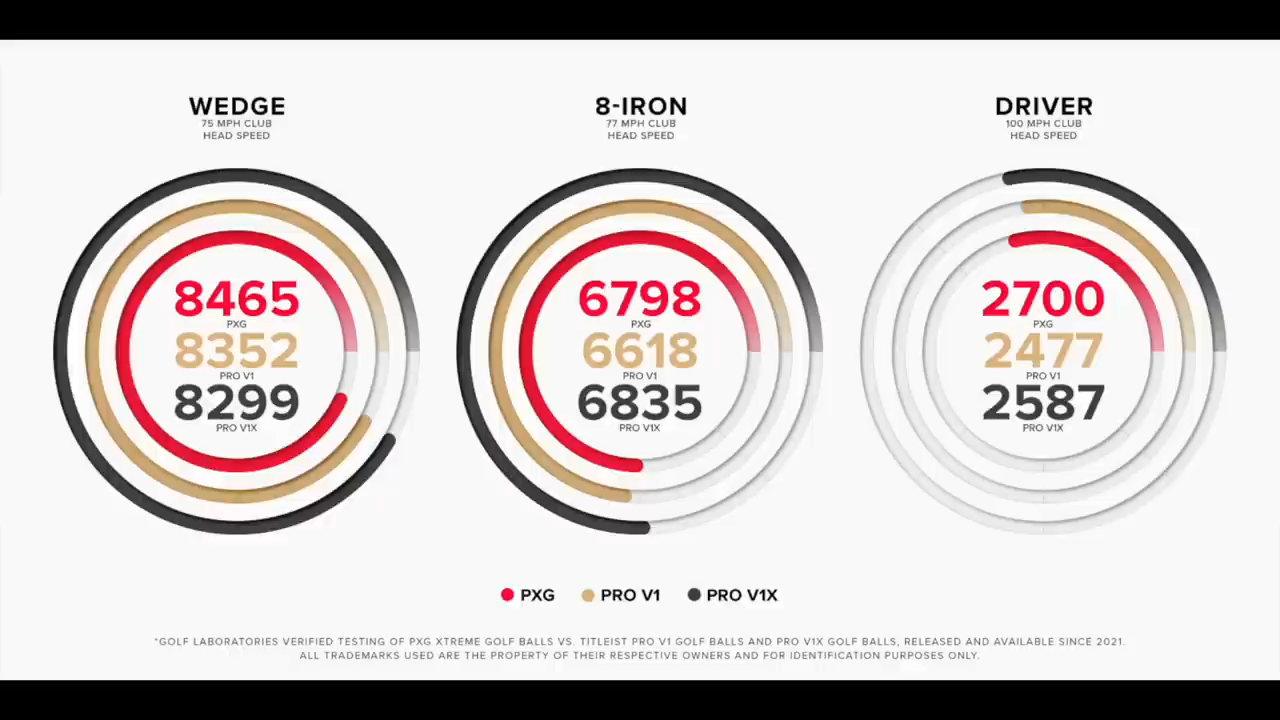 WEDGE
75 MPH CLUB
HEAD SPEED
8465
PXG
8352
PRO V1
8299
PRO V1X
8-IRON
77 MPH CLUB
HEAD SPEED
6798
PXG
6618
PRO V1
6835
PRO V1X
DRIVER
100 MPH CLUB
HEAD SPEED
2700
PXG
2477
PRO V1
2587
PRO V1X
PXG PRO V1 PRO V1X
*GOLF LABORATORIES VERIFIED TESTING OF PXG XTREME GOLF BALLS VS. TITLEIST PRO V1 GOLF BALLS AND PRO V1X GOLF BALLS, RELEASED AND AVAILABLE SINCE 2021.
ALL TRADEMARKS USED ARE THE PROPERTY OF THEIR RESPECTIVE OWNERS AND FOR IDENTIFICATION PURPOSES ONLY.